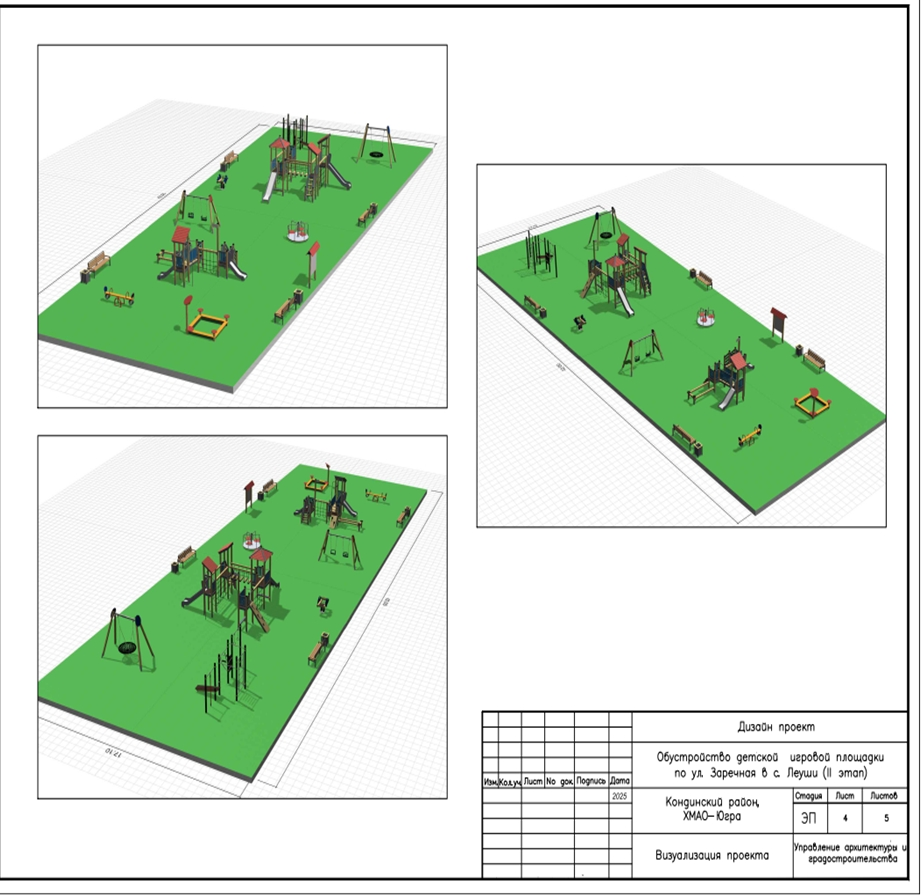 17.10
Дизайн проект
Обустройство детской игровой площадки
по ул. Заречная в с. Леуши (II этап)
Изм. Кол.уч. Лист No док. Подпись Дата
2025
Кондинский район,
ХМАО-Югра
Стадия Лист Листов
ЭП 4 5
Визуализация проекта
Управление архитектуры и
градостроительства